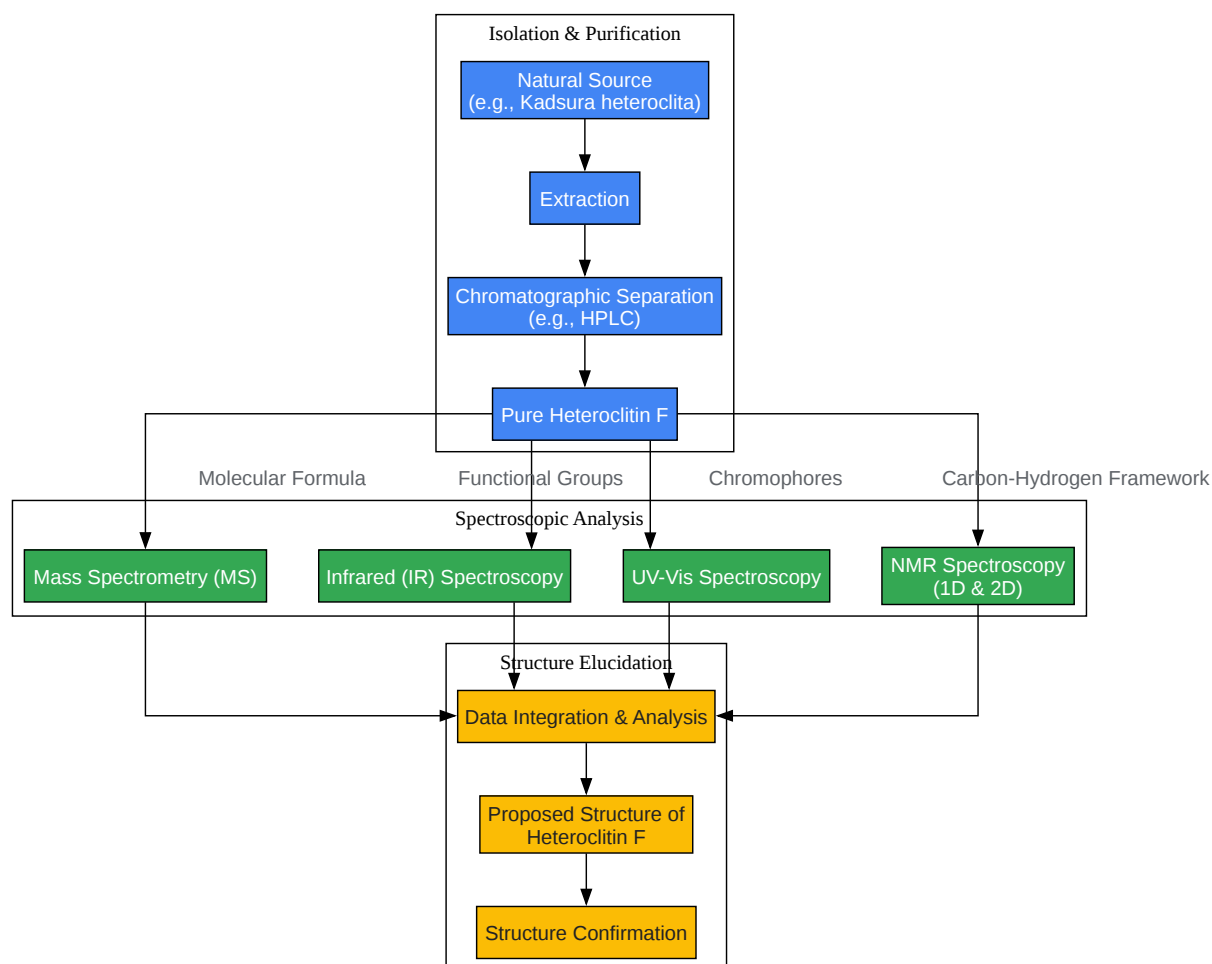 Isolation & Purification
Natural Source
(e.g., Kadsura heteroclita)
Extraction
Chromatographic Separation
(e.g., HPLC)
Pure Heteroclitin F
Molecular Formula
Functional Groups
Chromophores
Carbon-Hydrogen Framework
Spectroscopic Analysis
Mass Spectrometry (MS)
Infrared (IR) Spectroscopy
UV-Vis Spectroscopy
NMR Spectroscopy
(1D & 2D)
Structure Elucidation
Data Integration & Analysis
Proposed Structure of
Heteroclitin F
Structure Confirmation